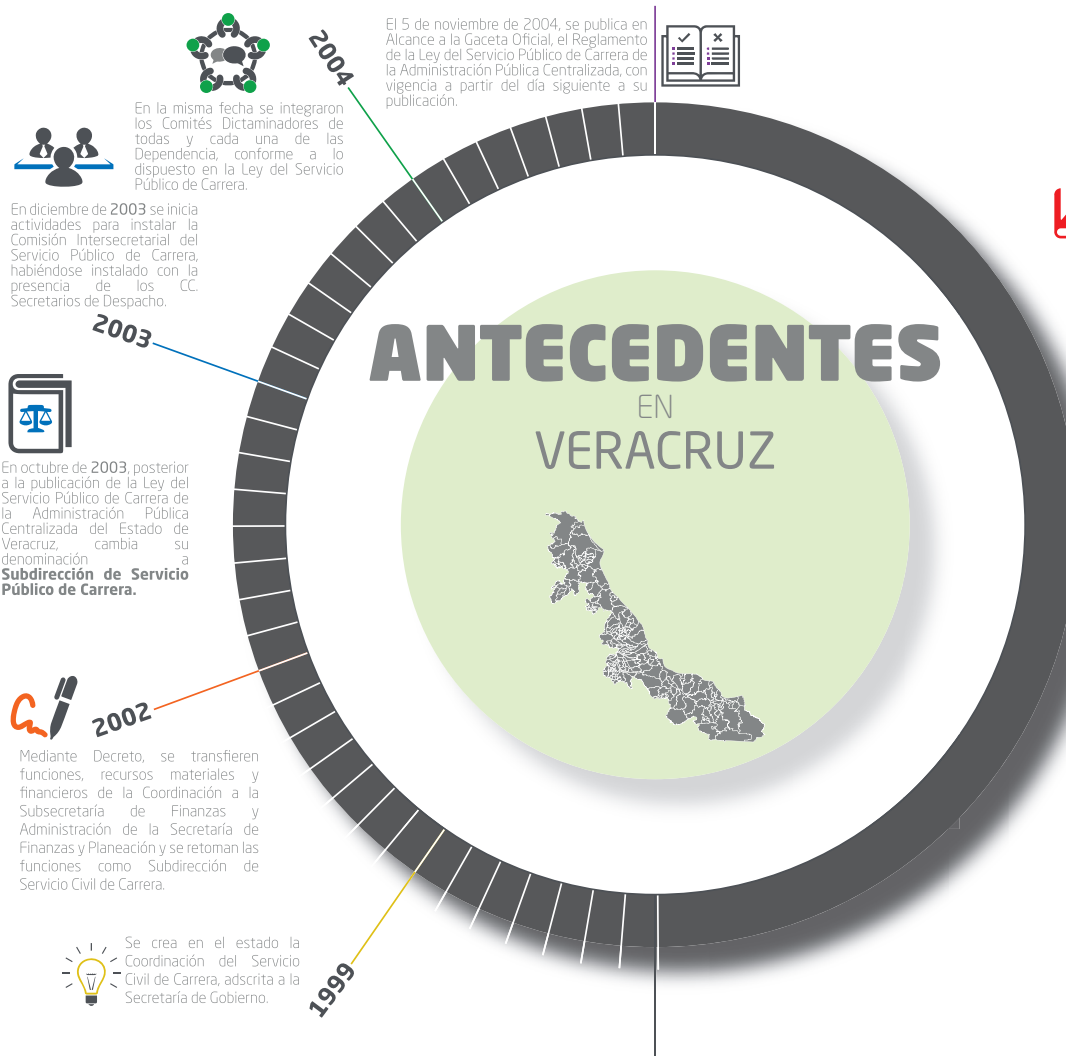 ANTECEDENTES
EN
VERACRUZ
El 5 de noviembre de 2004, se publica en
Alcance a la Gaceta Oficial, el Reglamento
de la Ley del Servicio Público de Carrera de
la Administración Pública Centralizada, con
vigencia a partir del día siguiente a su
publicación.
2004
En la misma fecha se integraron
los Comités Dictaminadores de
todas y cada una de las
Dependencia, conforme a lo
dispuesto en la Ley del Servicio
Público de Carrera.
En diciembre de 2003 se inicia
actividades para instalar la
Comisión Intersecretarial del
Servicio Público de Carrera,
habiéndose instalado con la
presencia de los CC.
Secretarios de Despacho.
2003
En octubre de 2003, posterior
a la publicación de la Ley del
Servicio Público de Carrera de
la Administración Pública
Centralizada del Estado de
Veracruz, cambia su
denominación a
Subdirección de Servicio
Público de Carrera.
2002
Mediante Decreto, se transfieren
funciones, recursos materiales y
financieros de la Coordinación a la
Subsecretaría de Finanzas y
Administración de la Secretaría de
Finanzas y Planeación y se retoman las
funciones como Subdirección de
Servicio Civil de Carrera.
Se crea en el estado la
Coordinación del Servicio
Civil de Carrera, adscrita a la
Secretaría de Gobierno.
1999